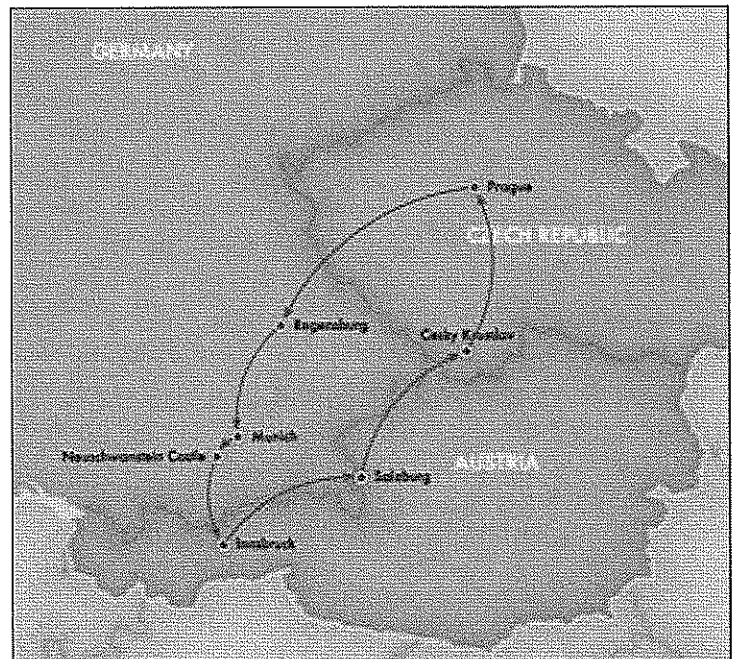 GERMANY
Prague
CZECH REPUBLIC
Regensburg
Cesky Krumlov
Munich
Neuschwanstein Castle
AUSTRIA
Salzburg
Innsbruck